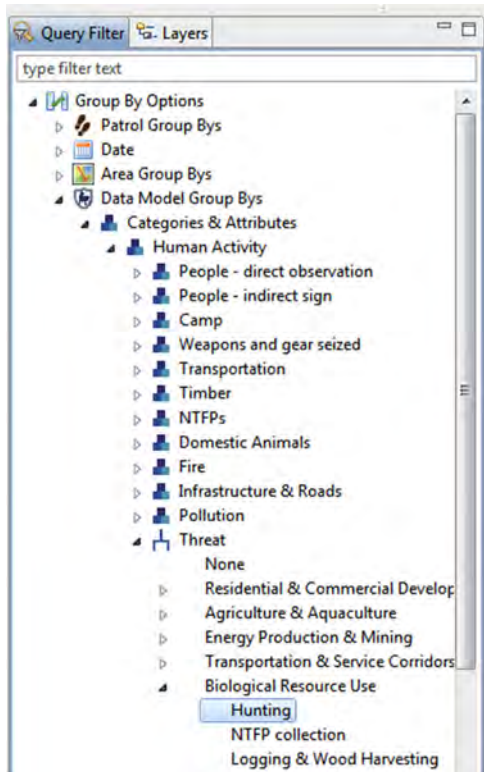 Query Filter Layers
type filter text
Group By Options
Patrol Group Bys
Date
Area Group Bys
Data Model Group Bys
Categories & Attributes
Human Activity
People - direct observation
People - indirect sign
Camp
Weapons and gear seized
Transportation
Timber
NTFPs
Domestic Animals
Fire
Infrastructure & Roads
Pollution
Threat
None
Residential & Commercial Develop
Agriculture & Aquaculture
Energy Production & Mining
Transportation & Service Corridors
Biological Resource Use
Hunting
NTFP collection
Logging & Wood Harvesting